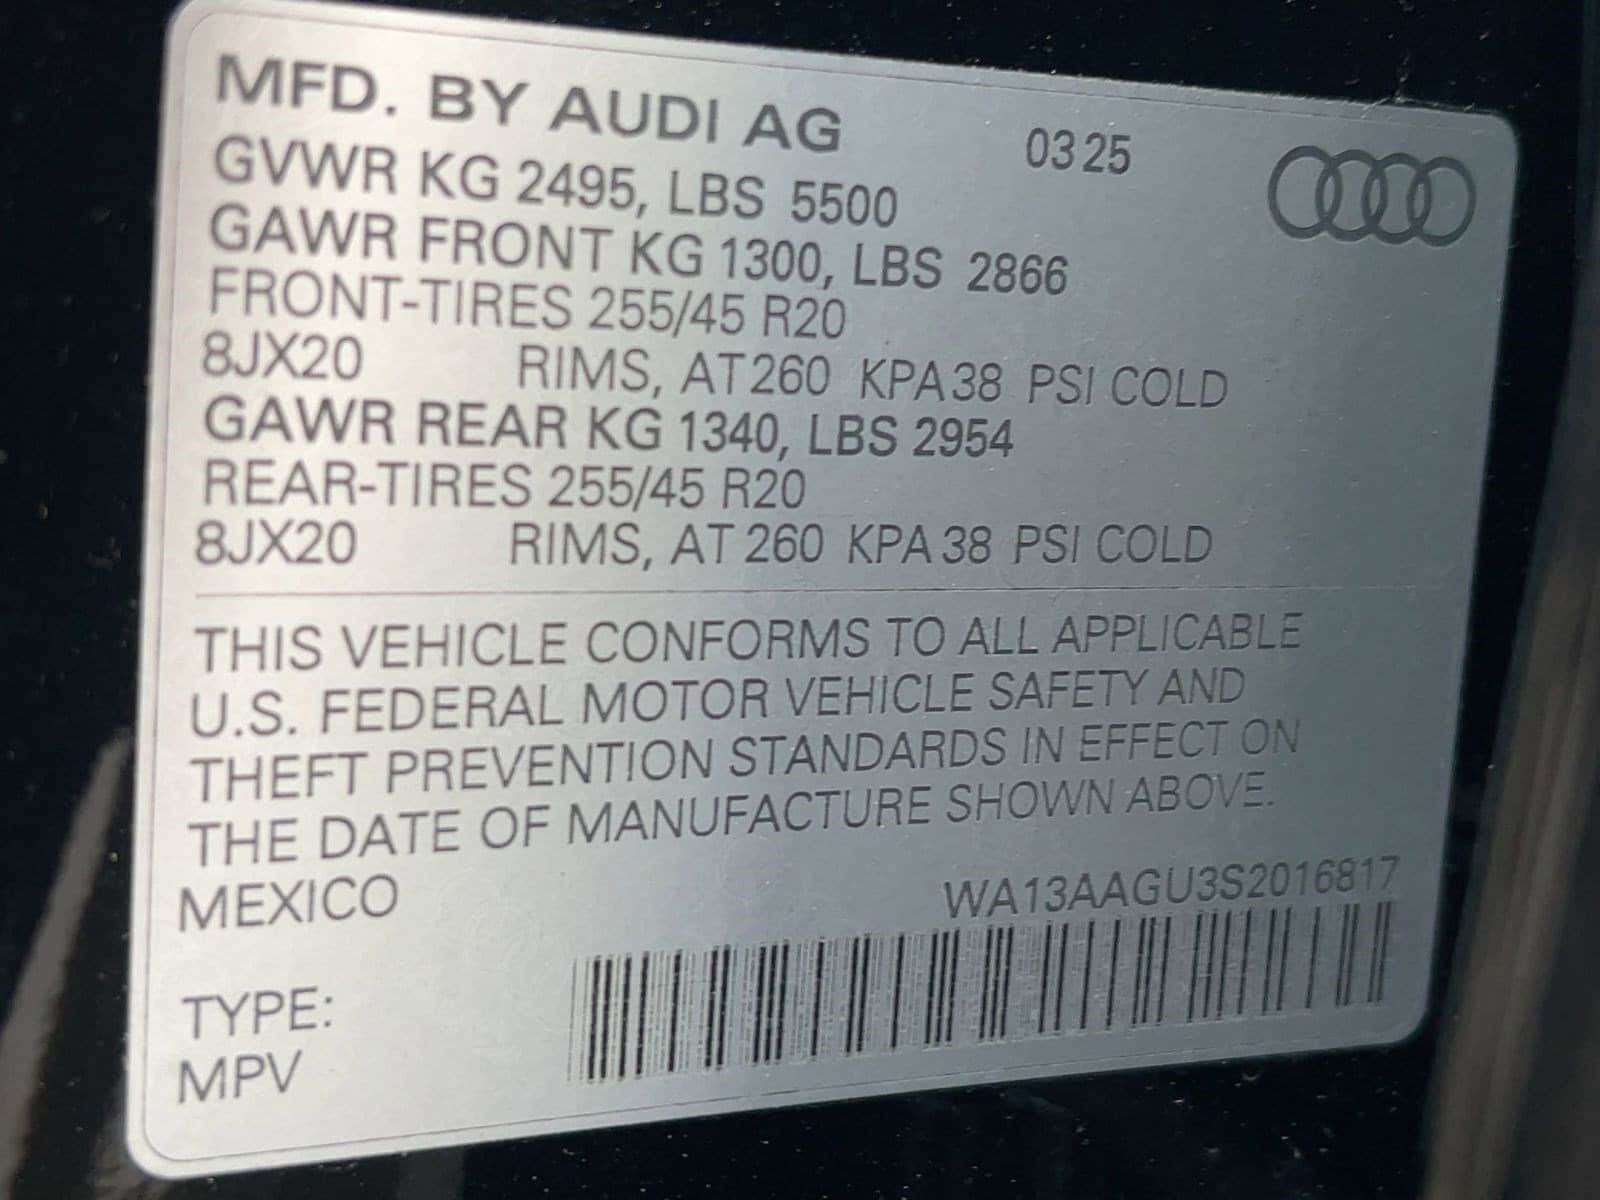 MFD. BY AUDI AG 03 25
GVWR KG 2495, LBS 5500
GAWR FRONT KG 1300, LBS 2866
FRONT-TIRES 255/45 R20
8JX20 RIMS, AT 260 KPA 38 PSI COLD
GAWR REAR KG 1340, LBS 2954
REAR-TIRES 255/45 R20
8JX20 RIMS, AT 260 KPA 38 PSI COLD
THIS VEHICLE CONFORMS TO ALL APPLICABLE
U.S. FEDERAL MOTOR VEHICLE SAFETY AND
THEFT PREVENTION STANDARDS IN EFFECT ON
THE DATE OF MANUFACTURE SHOWN ABOVE.
MEXICO WA13AAGU3S2016817
TYPE:
MPV